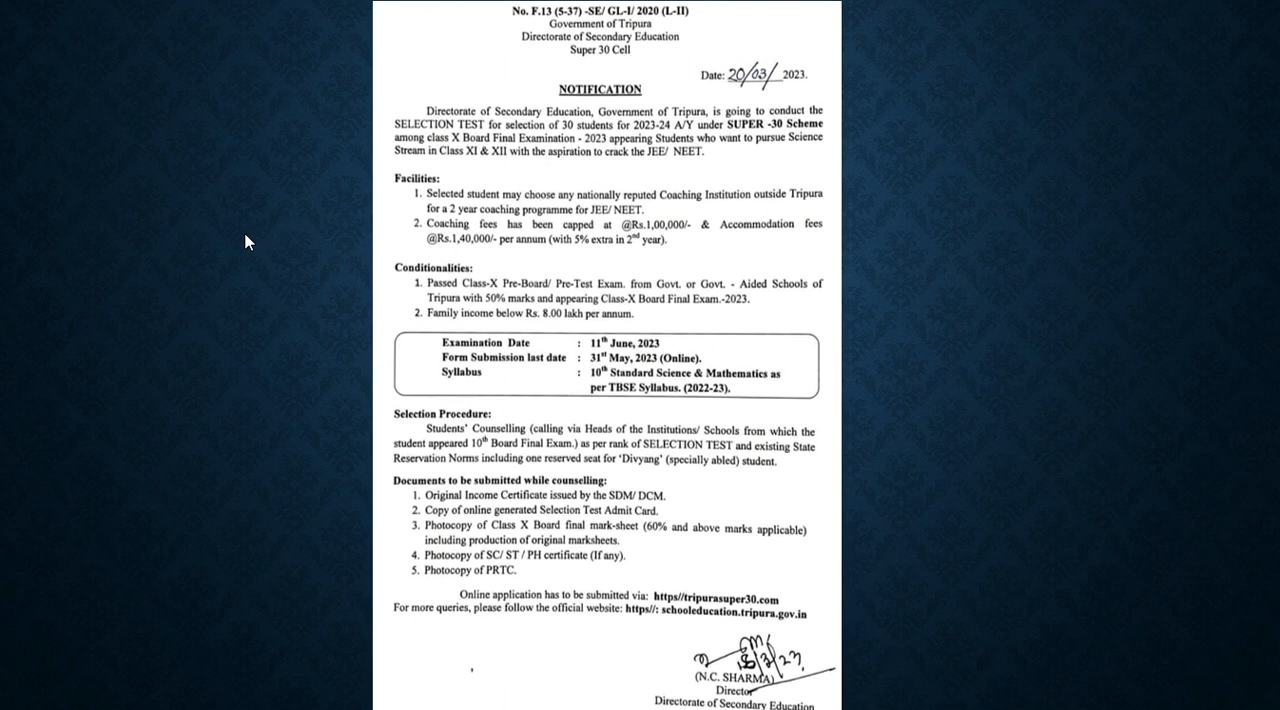 No. F.13 (5-37) -SE/ GL-I/ 2020 (L-II)
Government of Tripura
Directorate of Secondary Education
Super 30 Cell
Date: 20/03/ 2023.
NOTIFICATION
Directorate of Secondary Education, Government of Tripura, is going to conduct the
SELECTION TEST for selection of 30 students for 2023-24 A/Y under SUPER -30 Scheme
among class X Board Final Examination - 2023 appearing Students who want to pursue Science
Stream in Class XI & XII with the aspiration to crack the JEE/ NEET.
Facilities:
1. Selected student may choose any nationally reputed Coaching Institution outside Tripura
for a 2 year coaching programme for JEE/ NEET.
2. Coaching fees has been capped at @Rs.1,00,000/- & Accommodation fees
@Rs.1,40,000/- per annum (with 5% extra in 2nd year).
Conditionalities:
1. Passed Class-X Pre-Board/ Pre-Test Exam. from Govt. or Govt. - Aided Schools of
Tripura with 50% marks and appearing Class-X Board Final Exam.-2023.
2. Family income below Rs. 8.00 lakh per annum.
Examination Date : 11th June, 2023
Form Submission last date : 31st May, 2023 (Online).
Syllabus : 10th Standard Science & Mathematics as
per TBSE Syllabus. (2022-23).
Selection Procedure:
Students' Counselling (calling via Heads of the Institutions/ Schools from which the
student appeared 10th Board Final Exam.) as per rank of SELECTION TEST and existing State
Reservation Norms including one reserved seat for 'Divyang' (specially abled) student.
Documents to be submitted while counselling:
1. Original Income Certificate issued by the SDM/ DCM.
2. Copy of online generated Selection Test Admit Card.
3. Photocopy of Class X Board final mark-sheet (60% and above marks applicable)
including production of original marksheets.
4. Photocopy of SC/ ST / PH certificate (If any).
5. Photocopy of PRTC.
Online application has to be submitted via: https//tripurasuper30.com
For more queries, please follow the official website: https//: schooleducation.tripura.gov.in
(N.C. SHARMA)
Director
Directorate of Secondary Education